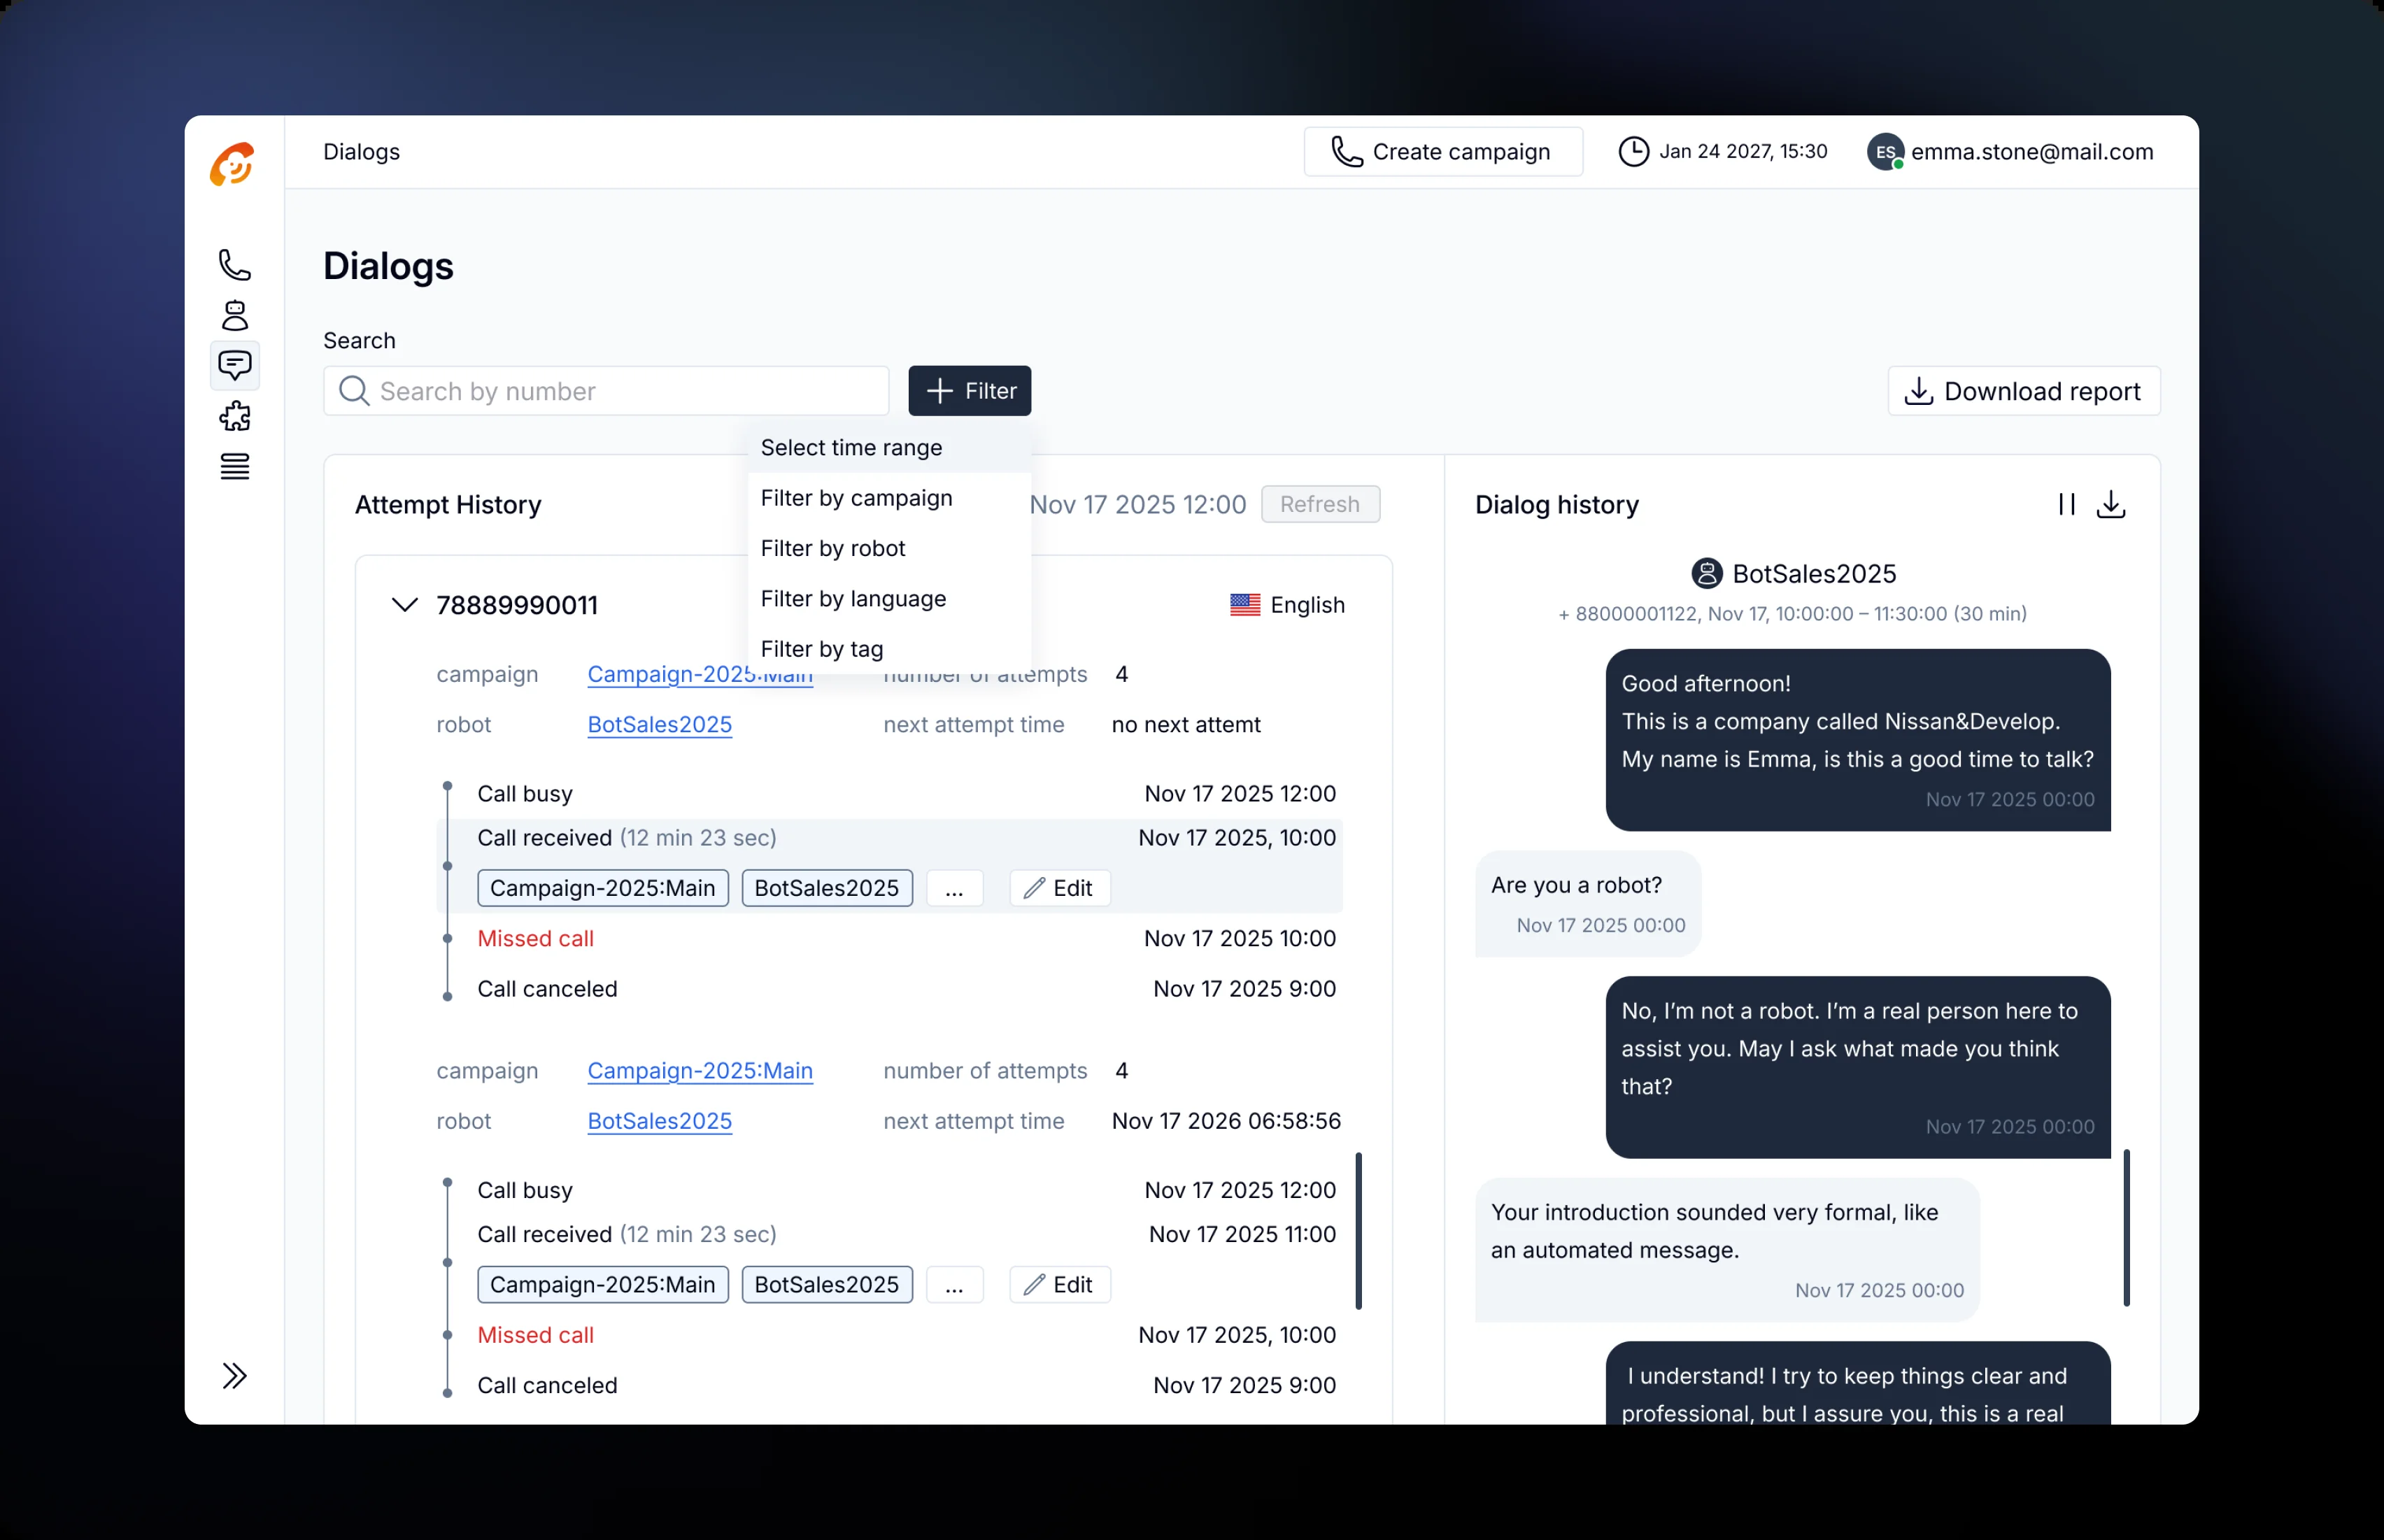 Dialogs
Create campaign
Jan 24 2027, 15:30
ES
emma.stone@mail.com
Dialogs
Search
Search by number
Filter
Download report
Select time range
Filter by campaign
Filter by robot
Filter by language
Filter by tag
Attempt History
Nov 17 2025 12:00
Refresh
78889990011
English
campaign Campaign-2025:Main number of attempts 4
robot BotSales2025 next attempt time no next attemt
Call busy Nov 17 2025 12:00
Call received (12 min 23 sec) Nov 17 2025, 10:00
Campaign-2025:Main BotSales2025 ... Edit
Missed call Nov 17 2025 10:00
Call canceled Nov 17 2025 9:00
campaign Campaign-2025:Main number of attempts 4
robot BotSales2025 next attempt time Nov 17 2026 06:58:56
Call busy Nov 17 2025 12:00
Call received (12 min 23 sec) Nov 17 2025 11:00
Campaign-2025:Main BotSales2025 ... Edit
Missed call Nov 17 2025, 10:00
Call canceled Nov 17 2025 9:00
Dialog history
BotSales2025
+ 88000001122, Nov 17, 10:00:00 – 11:30:00 (30 min)
Good afternoon!
This is a company called Nissan&Develop.
My name is Emma, is this a good time to talk?
Nov 17 2025 00:00
Are you a robot?
Nov 17 2025 00:00
No, I’m not a robot. I’m a real person here to
assist you. May I ask what made you think
that?
Nov 17 2025 00:00
Your introduction sounded very formal, like
an automated message.
Nov 17 2025 00:00
I understand! I try to keep things clear and
professional, but I assure you, this is a real